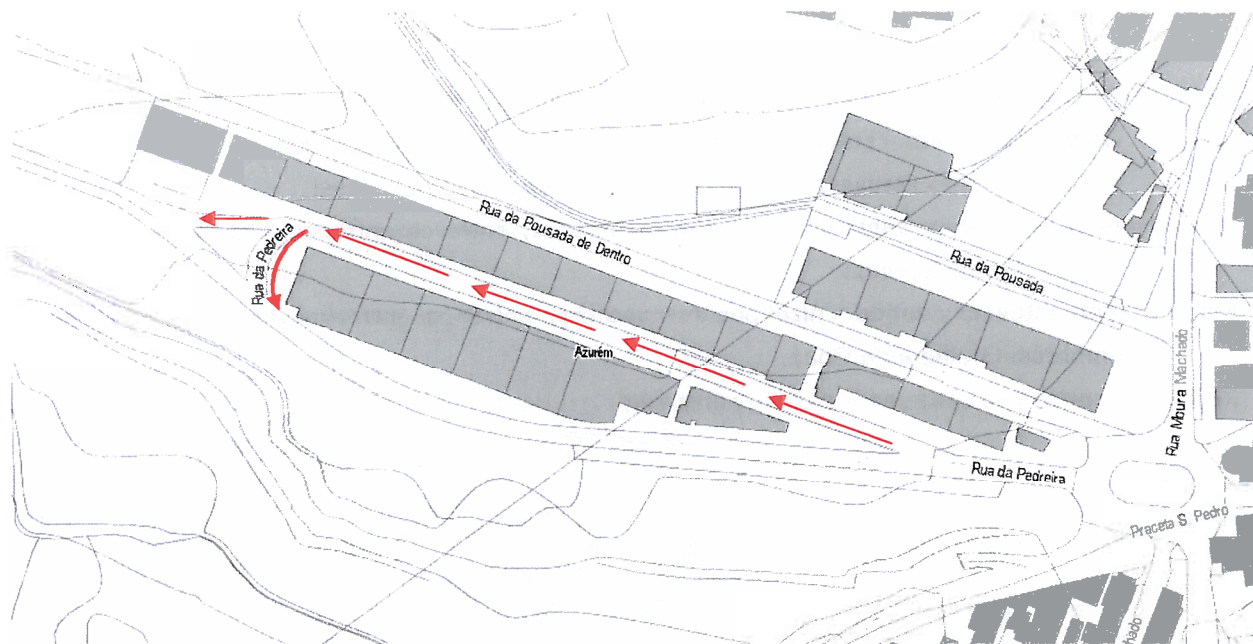 Rua da Pousada de Dentro
Rua da Pedreira
Rua da Pousada
Azurém
Rua Moura Machado
Rua da Pedreira
Praceta S. Pedro
hado